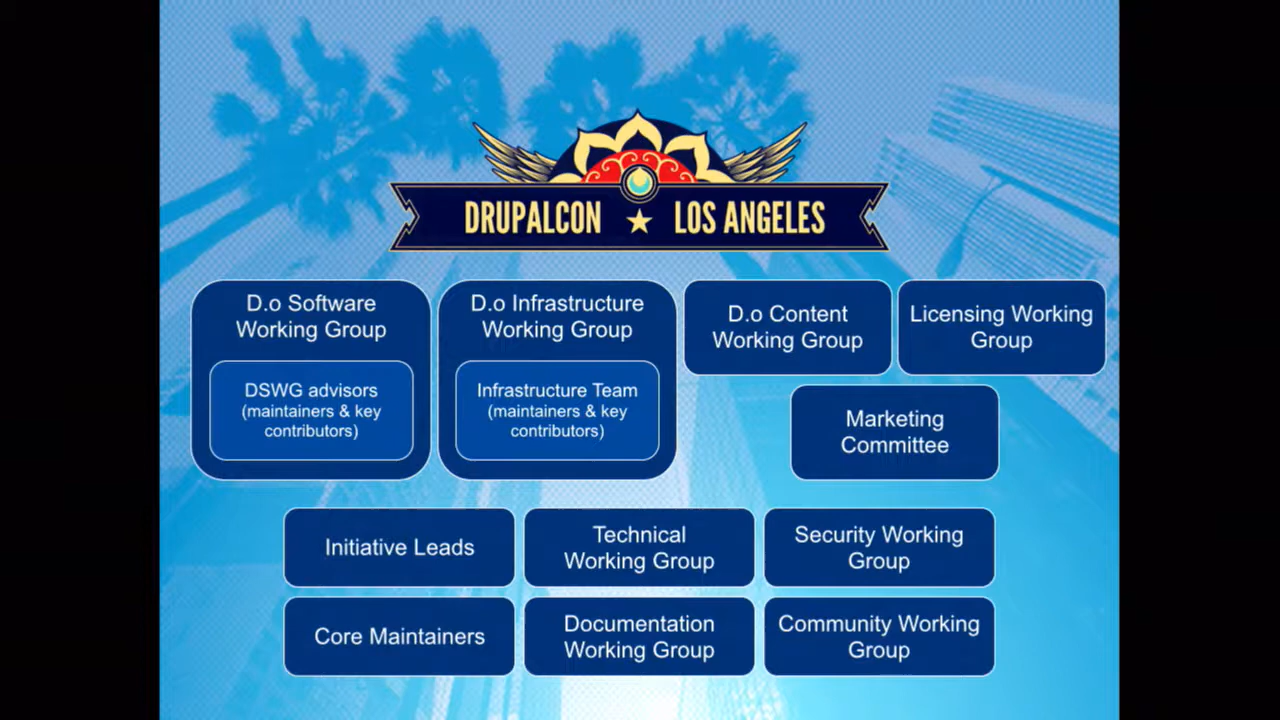 DRUPALCON ★ LOS ANGELES
D.o Software
Working Group
DSWG advisors
(maintainers & key
contributors)
D.o Infrastructure
Working Group
Infrastructure Team
(maintainers & key
contributors)
D.o Content
Working Group
Licensing Working
Group
Marketing
Committee
Initiative Leads
Technical
Working Group
Security Working
Group
Core Maintainers
Documentation
Working Group
Community Working
Group